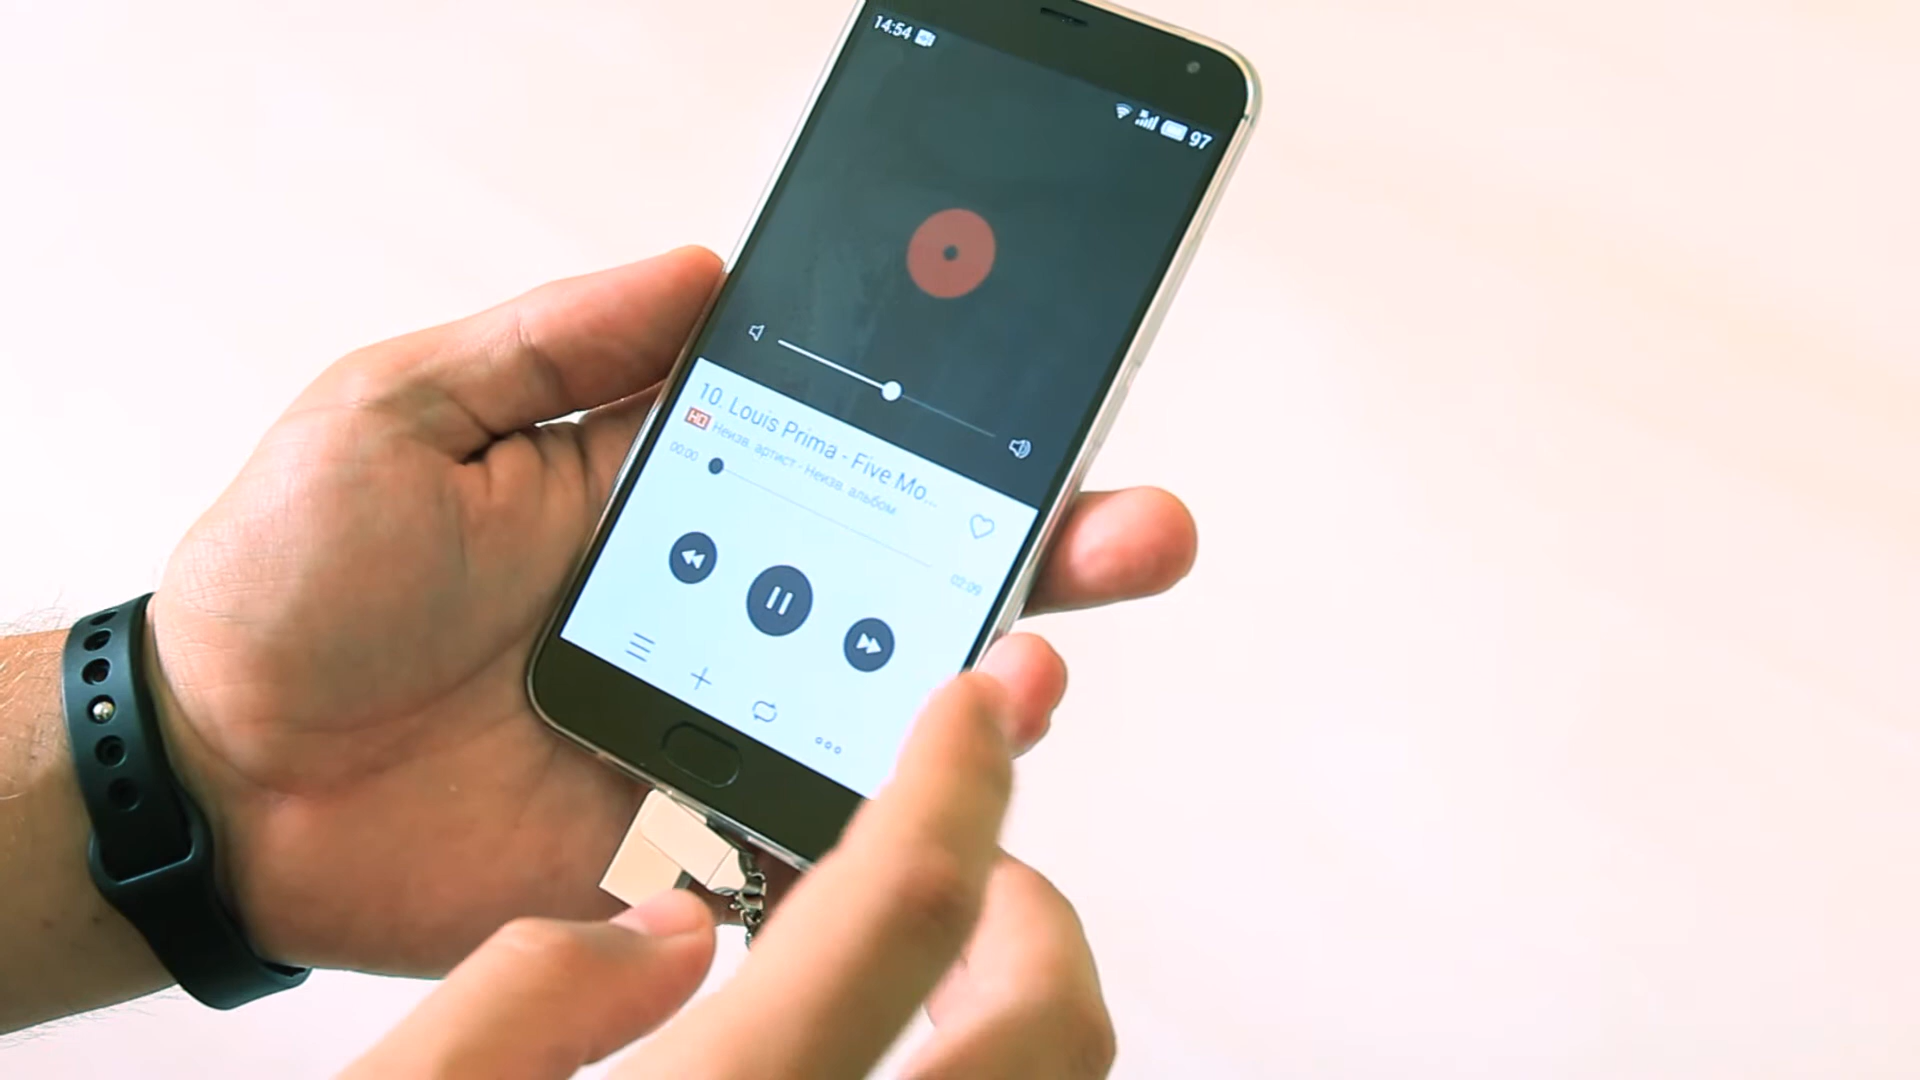 14:54
97
10. Louis Prima - Five Mo...
HQ Неизв. артист - Неизв. альбом
00:00
02:09